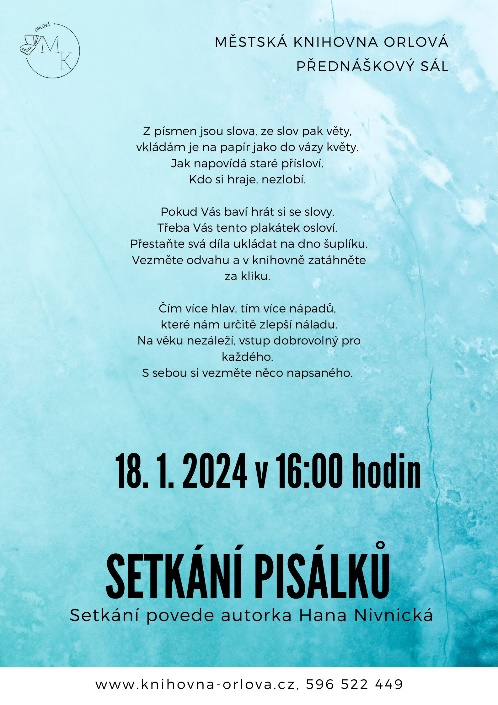 MĚSTSKÁ KNIHOVNA ORLOVÁ
PŘEDNÁŠKOVÝ SÁL
MK
Z písmen jsou slova, ze slov pak věty,
vkládám je na papír jako do vázy květy.
Jak napovídá staré přísloví.
Kdo si hraje, nezlobí.
Pokud Vás baví hrát si se slovy.
Třeba Vás tento plakátek osloví.
Přestaňte svá díla ukládat na dno šuplíku.
Vezměte odvahu a v knihovně zatáhněte
za kliku.
Čím více hlav, tím více nápadů,
které nám určitě zlepší náladu.
Na věku nezáleží, vstup dobrovolný pro
každého.
S sebou si vezměte něco napsaného.
18. 1. 2024 v 16:00 hodin
SETKÁNÍ PISÁLKŮ
Setkání povede autorka Hana Nivnická
www.knihovna-orlova.cz, 596 522 449